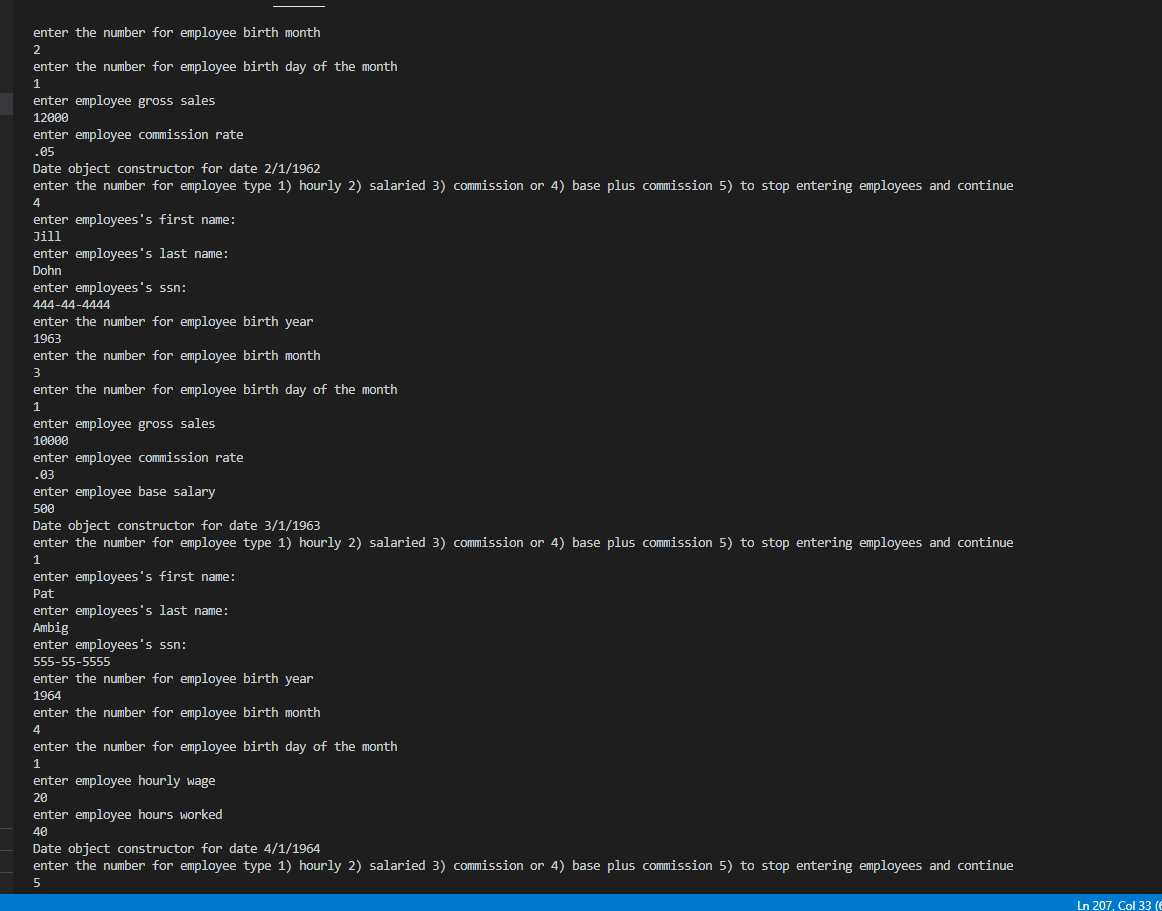 enter the number for employee birth month
2
enter the number for employee birth day of the month
1
enter employee gross sales
12000
enter employee commission rate
.05
Date object constructor for date 2/1/1962
enter the number for employee type 1) hourly 2) salaried 3) commission or 4) base plus commission 5) to stop entering employees and continue
4
enter employees's first name:
Jill
enter employees's last name:
Dohn
enter employees's ssn:
444-44-4444
enter the number for employee birth year
1963
enter the number for employee birth month
3
enter the number for employee birth day of the month
1
enter employee gross sales
10000
enter employee commission rate
.03
enter employee base salary
500
Date object constructor for date 3/1/1963
enter the number for employee type 1) hourly 2) salaried 3) commission or 4) base plus commission 5) to stop entering employees and continue
1
enter employees's first name:
Pat
enter employees's last name:
Ambig
enter employees's ssn:
555-55-5555
enter the number for employee birth year
1964
enter the number for employee birth month
4
enter the number for employee birth day of the month
1
enter employee hourly wage
20
enter employee hours worked
40
Date object constructor for date 4/1/1964
enter the number for employee type 1) hourly 2) salaried 3) commission or 4) base plus commission 5) to stop entering employees and continue
5
Ln 207, Col 33 (